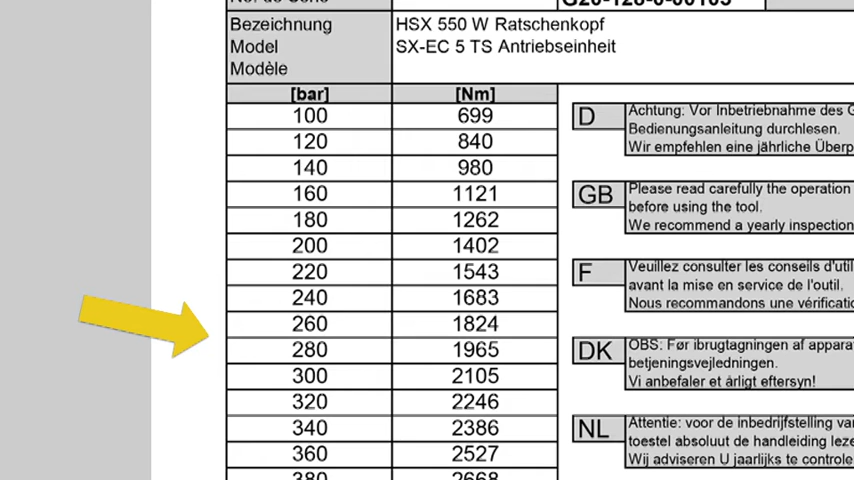 Bezeichnung HSX 550 W Ratschenkopf
Model SX-EC 5 TS Antriebseinheit
Modèle
[bar] [Nm]
100 699
120 840
140 980
160 1121
180 1262
200 1402
220 1543
240 1683
260 1824
280 1965
300 2105
320 2246
340 2386
360 2527
380 2668
D
Achtung: Vor Inbetriebnahme des
Bedienungsanleitung durchlesen.
Wir empfehlen eine jährliche
GB
Please read carefully the operation
before using the tool.
We recommend a yearly inspection
F
Veuillez consulter les conseils
avant la mise en service de l'outil.
Nous recommandons une
DK
OBS: Før ibrugtagningen af
betjeningsvejledningen.
Vi anbefaler et årligt eftersyn!
NL
Attentie: voor de inbedrijfstelling
toestel absoluut de handleiding
Wij adviseren U jaarlijks te